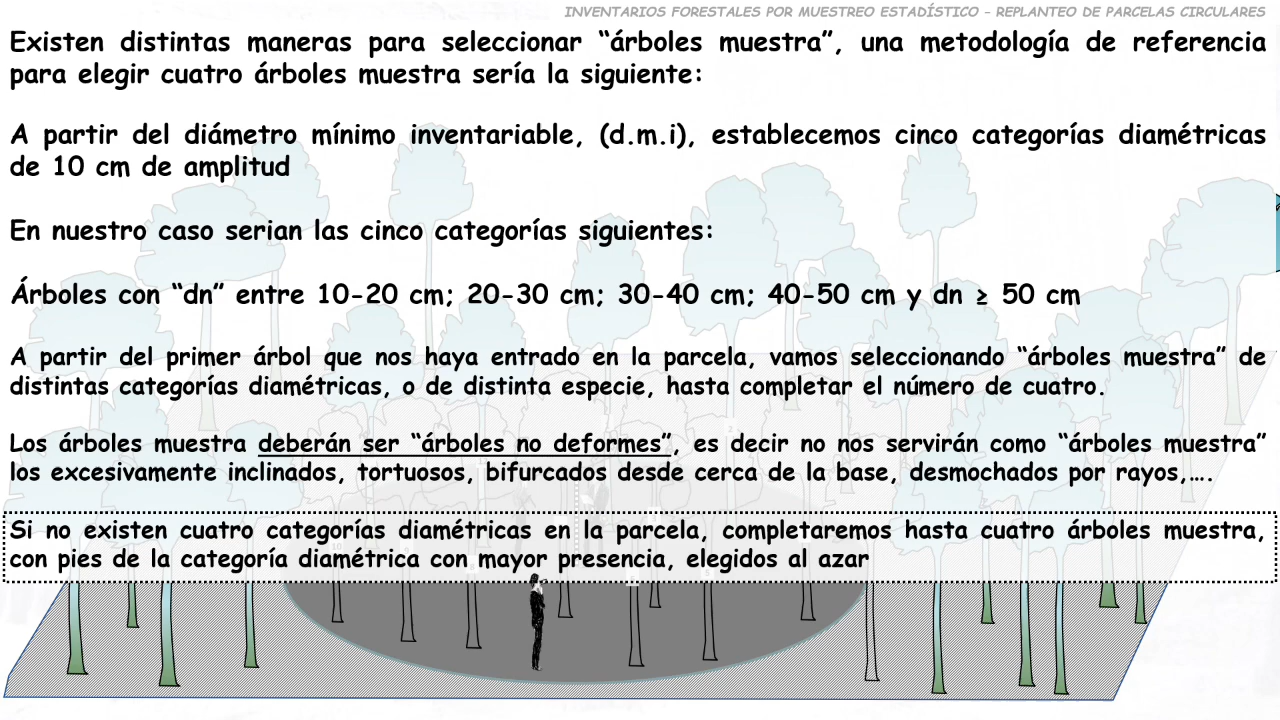 INVENTARIOS FORESTALES POR MUESTREO ESTADÍSTICO – REPLANTEO DE PARCELAS CIRCULARES
Existen distintas maneras para seleccionar “árboles muestra”, una metodología de referencia
para elegir cuatro árboles muestra sería la siguiente:
A partir del diámetro mínimo inventariable, (d.m.i), establecemos cinco categorías diamétricas
de 10 cm de amplitud
En nuestro caso serian las cinco categorías siguientes:
Árboles con “dn” entre 10-20 cm; 20-30 cm; 30-40 cm; 40-50 cm y dn ≥ 50 cm
A partir del primer árbol que nos haya entrado en la parcela, vamos seleccionando “árboles muestra” de
distintas categorías diamétricas, o de distinta especie, hasta completar el número de cuatro.
Los árboles muestra deberán ser “árboles no deformes”, es decir no nos servirán como “árboles muestra”
los excesivamente inclinados, tortuosos, bifurcados desde cerca de la base, desmochados por rayos,….
Si no existen cuatro categorías diamétricas en la parcela, completaremos hasta cuatro árboles muestra,
con pies de la categoría diamétrica con mayor presencia, elegidos al azar